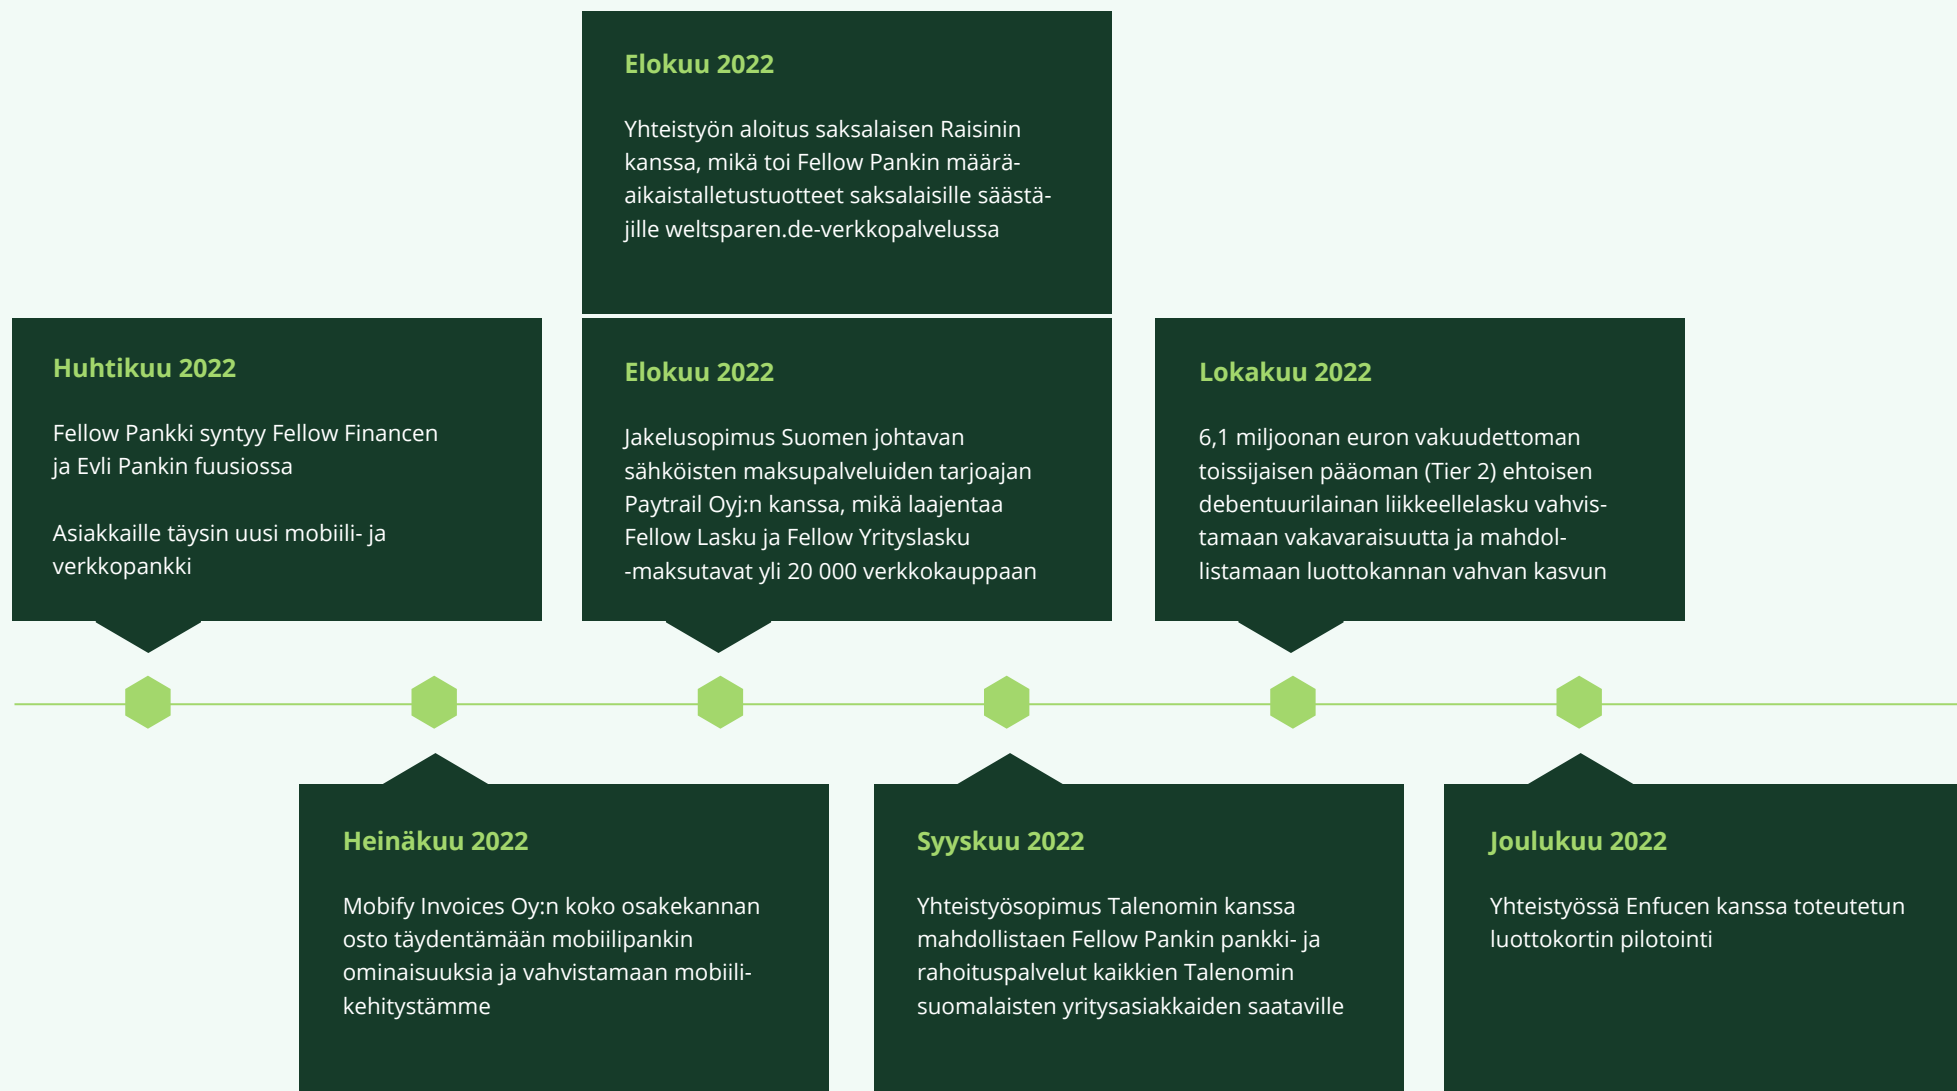 Huhtikuu 2022
Fellow Pankki syntyy Fellow Financen
ja Evli Pankin fuusiossa
Asiakkaille täysin uusi mobiili- ja
verkkopankki
Heinäkuu 2022
Mobify Invoices Oy:n koko osakekannan
osto täydentämään mobiilipankin
ominaisuuksia ja vahvistamaan mobiili-
kehitystämme
Elokuu 2022
Yhteistyön aloitus saksalaisen Raisinin
kanssa, mikä toi Fellow Pankin määrä-
aikaistalletustuotteet saksalaisille säästä-
jille weltsparen.de-verkkopalvelussa
Elokuu 2022
Jakelusopimus Suomen johtavan
sähköisten maksupalveluiden tarjoajan
Paytrail Oyj:n kanssa, mikä laajentaa
Fellow Lasku ja Fellow Yrityslasku
-maksutavat yli 20 000 verkkokauppaan
Syyskuu 2022
Yhteistyösopimus Talenomin kanssa
mahdollistaen Fellow Pankin pankki- ja
rahoituspalvelut kaikkien Talenomin
suomalaisten yritysasiakkaiden saataville
Lokakuu 2022
6,1 miljoonan euron vakuudettoman
toissijaisen pääoman (Tier 2) ehtoisen
debentuurilainan liikkeellelasku vahvis-
tamaan vakavaraisuutta ja mahdol-
listamaan luottokannan vahvan kasvun
Joulukuu 2022
Yhteistyössä Enfucen kanssa toteutetun
luottokortin pilotointi